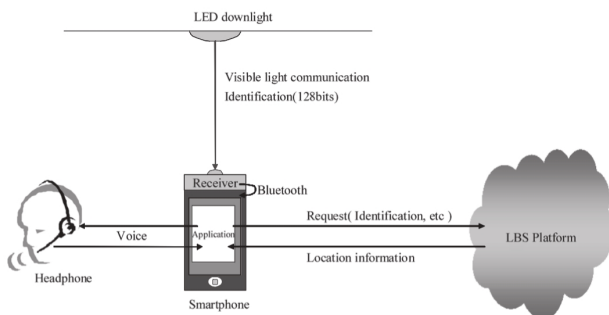 LED downlight
Visible light communication
Identification(128bits)
Receiver
Bluetooth
Request( Identification, etc )
Application
Voice
LBS Platform
Location information
Headphone
Smartphone